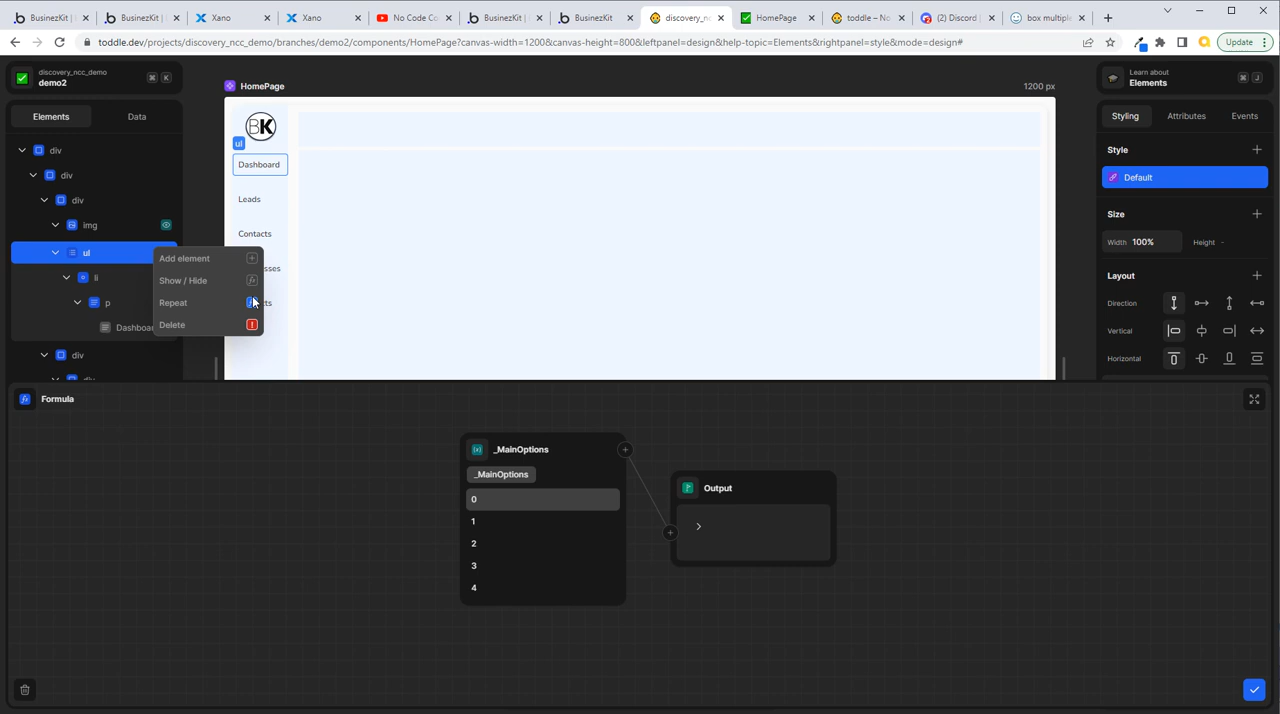 BusinezKit | 
BusinezKit | 
Xano
Xano
No Code Co
BusinezKit |
BusinezKit
discovery_nc
HomePage
toddle – No
(2) Discord |
box multiple
toddle.dev/projects/discovery_ncc_demo/branches/demo2/components/HomePage?canvas-width=1200&canvas-height=800&leftpanel=design&help-topic=Elements&rightpanel=style&mode=design#
Update
discovery_ncc_demo
demo2
⌘ K
HomePage
1200 px
Learn about
Elements
⌘ J
Elements
Data
Styling
Attributes
Events
div
div
div
img
ul
li
p
Dashboar
div
div
BK
ul
Dashboard
Leads
Contacts
sses
ts
Add element
Show / Hide
Repeat
Delete
Style
Default
Size
Width 100%
Height -
Layout
Direction
Vertical
Horizontal
Formula
_MainOptions
_MainOptions
0
1
2
3
4
Output